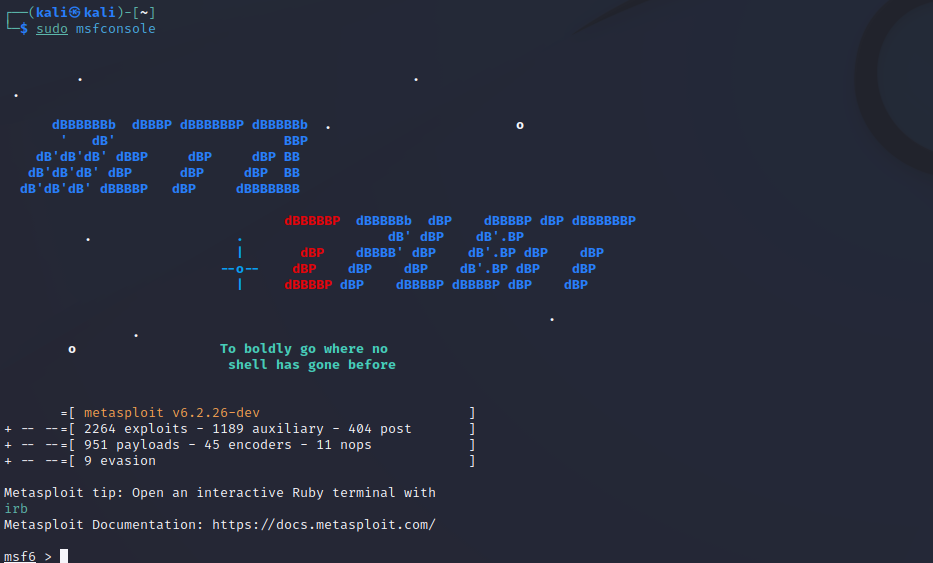 ┌──(kali㉿kali)-[~]
└─$ sudo msfconsole
.                                         .
.
dBBBBBBb  dBBBP dBBBBBBP dBBBBBb  .                       o
'   dB'                     BBP
dB'dB'dB' dBBP     dBP     dBP BB
dB'dB'dB' dBP      dBP     dBP  BB
dB'dB'dB' dBBBBP   dBP     dBBBBBBB
dBBBBBP  dBBBBBb  dBP    dBBBBP dBP dBBBBBBP
.                  .                  dB' dBP    dB'.BP
|       dBP    dBBBB' dBP    dB'.BP dBP    dBP
--o--    dBP    dBP    dBP    dB'.BP dBP    dBP
|     dBBBBP dBP    dBBBBP dBBBBP dBP    dBP
.
.
o                  To boldly go where no
shell has gone before
=[ metasploit v6.2.26-dev                          ]
+ -- --=[ 2264 exploits - 1189 auxiliary - 404 post       ]
+ -- --=[ 951 payloads - 45 encoders - 11 nops            ]
+ -- --=[ 9 evasion                                       ]
Metasploit tip: Open an interactive Ruby terminal with
irb
Metasploit Documentation: https://docs.metasploit.com/
msf6 >